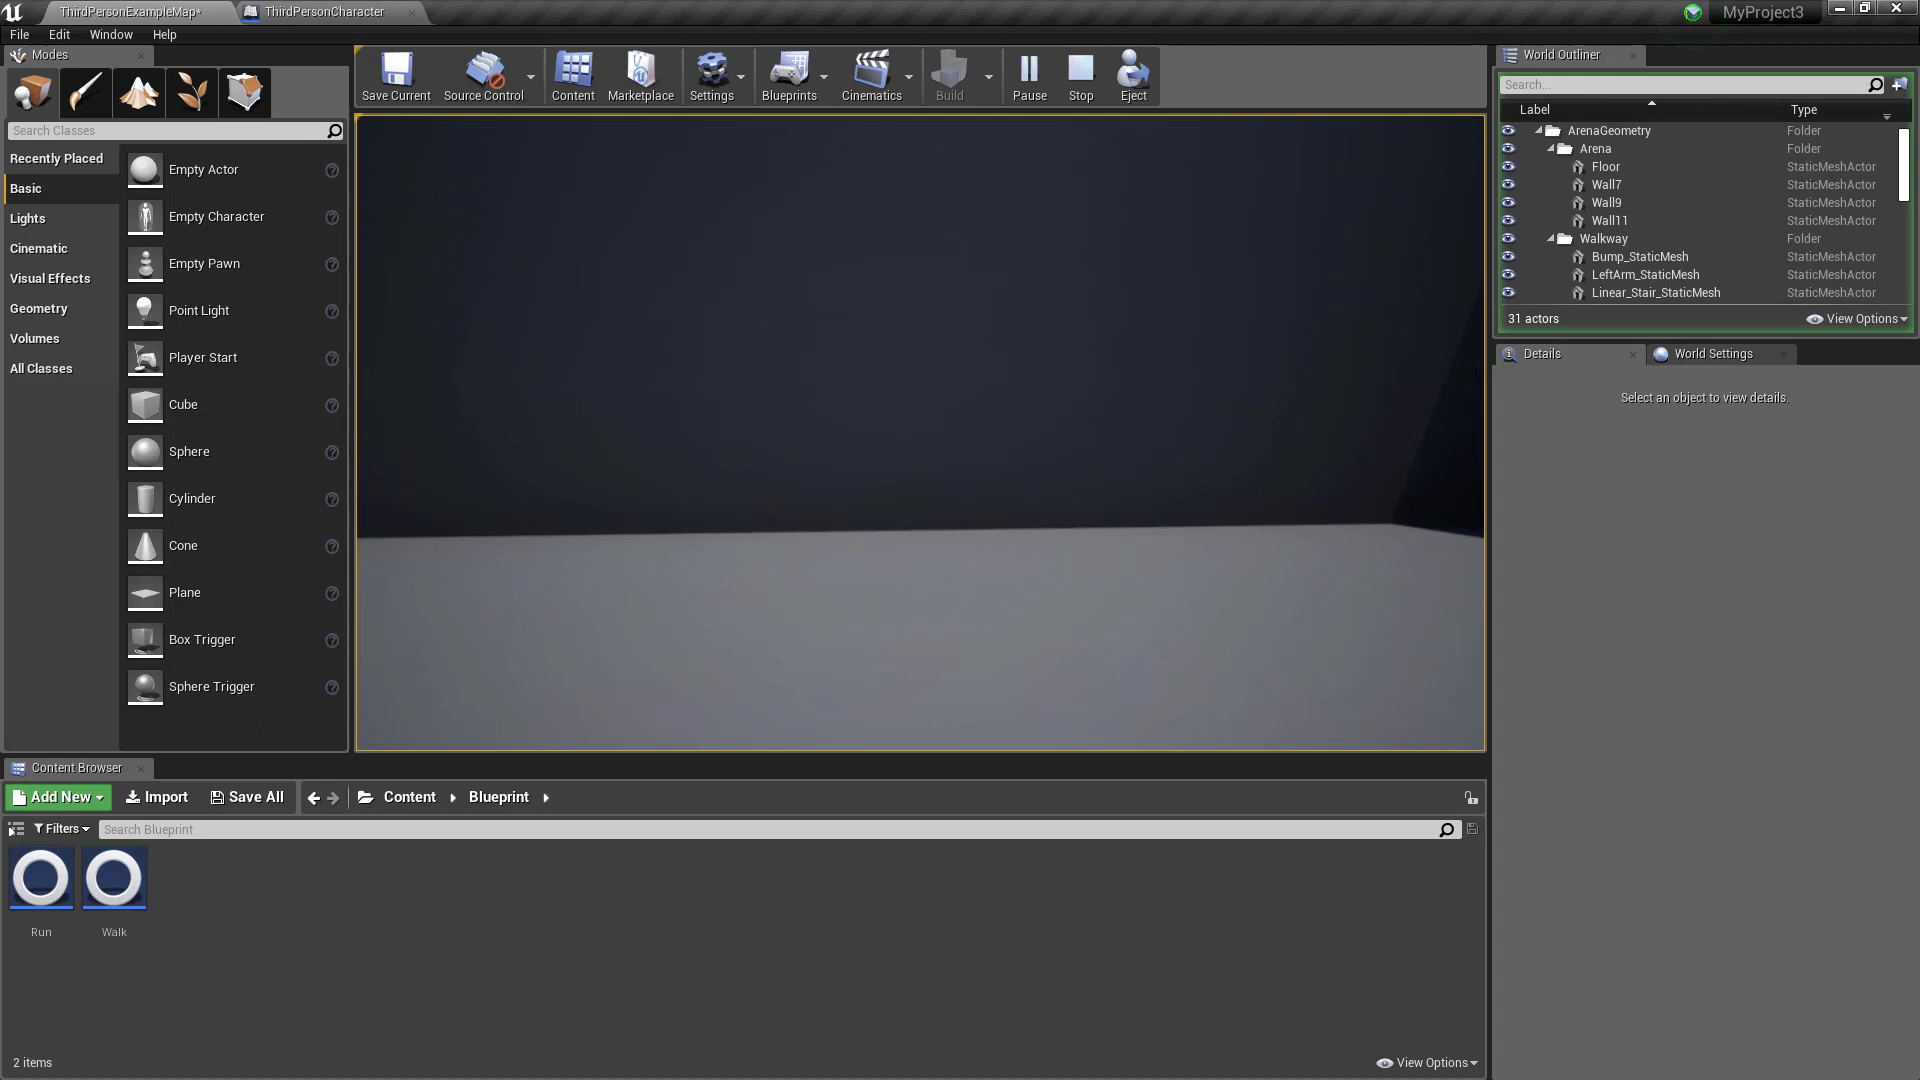 ThirdPersonExampleMap*
ThirdPersonCharacter
MyProject3
File Edit Window Help
Modes
Save Current
Source Control
Content
Marketplace
Settings
Blueprints
Cinematics
Build
Pause
Stop
Eject
Search Classes
Recently Placed
Basic
Lights
Cinematic
Visual Effects
Geometry
Volumes
All Classes
Empty Actor
Empty Character
Empty Pawn
Point Light
Player Start
Cube
Sphere
Cylinder
Cone
Plane
Box Trigger
Sphere Trigger
World Outliner
Search...
Label Type
ArenaGeometry Folder
Arena Folder
Floor StaticMeshActor
Wall7 StaticMeshActor
Wall9 StaticMeshActor
Wall11 StaticMeshActor
Walkway Folder
Bump_StaticMesh StaticMeshActor
LeftArm_StaticMesh StaticMeshActor
Linear_Stair_StaticMesh StaticMeshActor
31 actors View Options
Details World Settings
Select an object to view details.
Content Browser
Add New Import Save All Content Blueprint
Filters Search Blueprint
Run Walk
2 items View Options